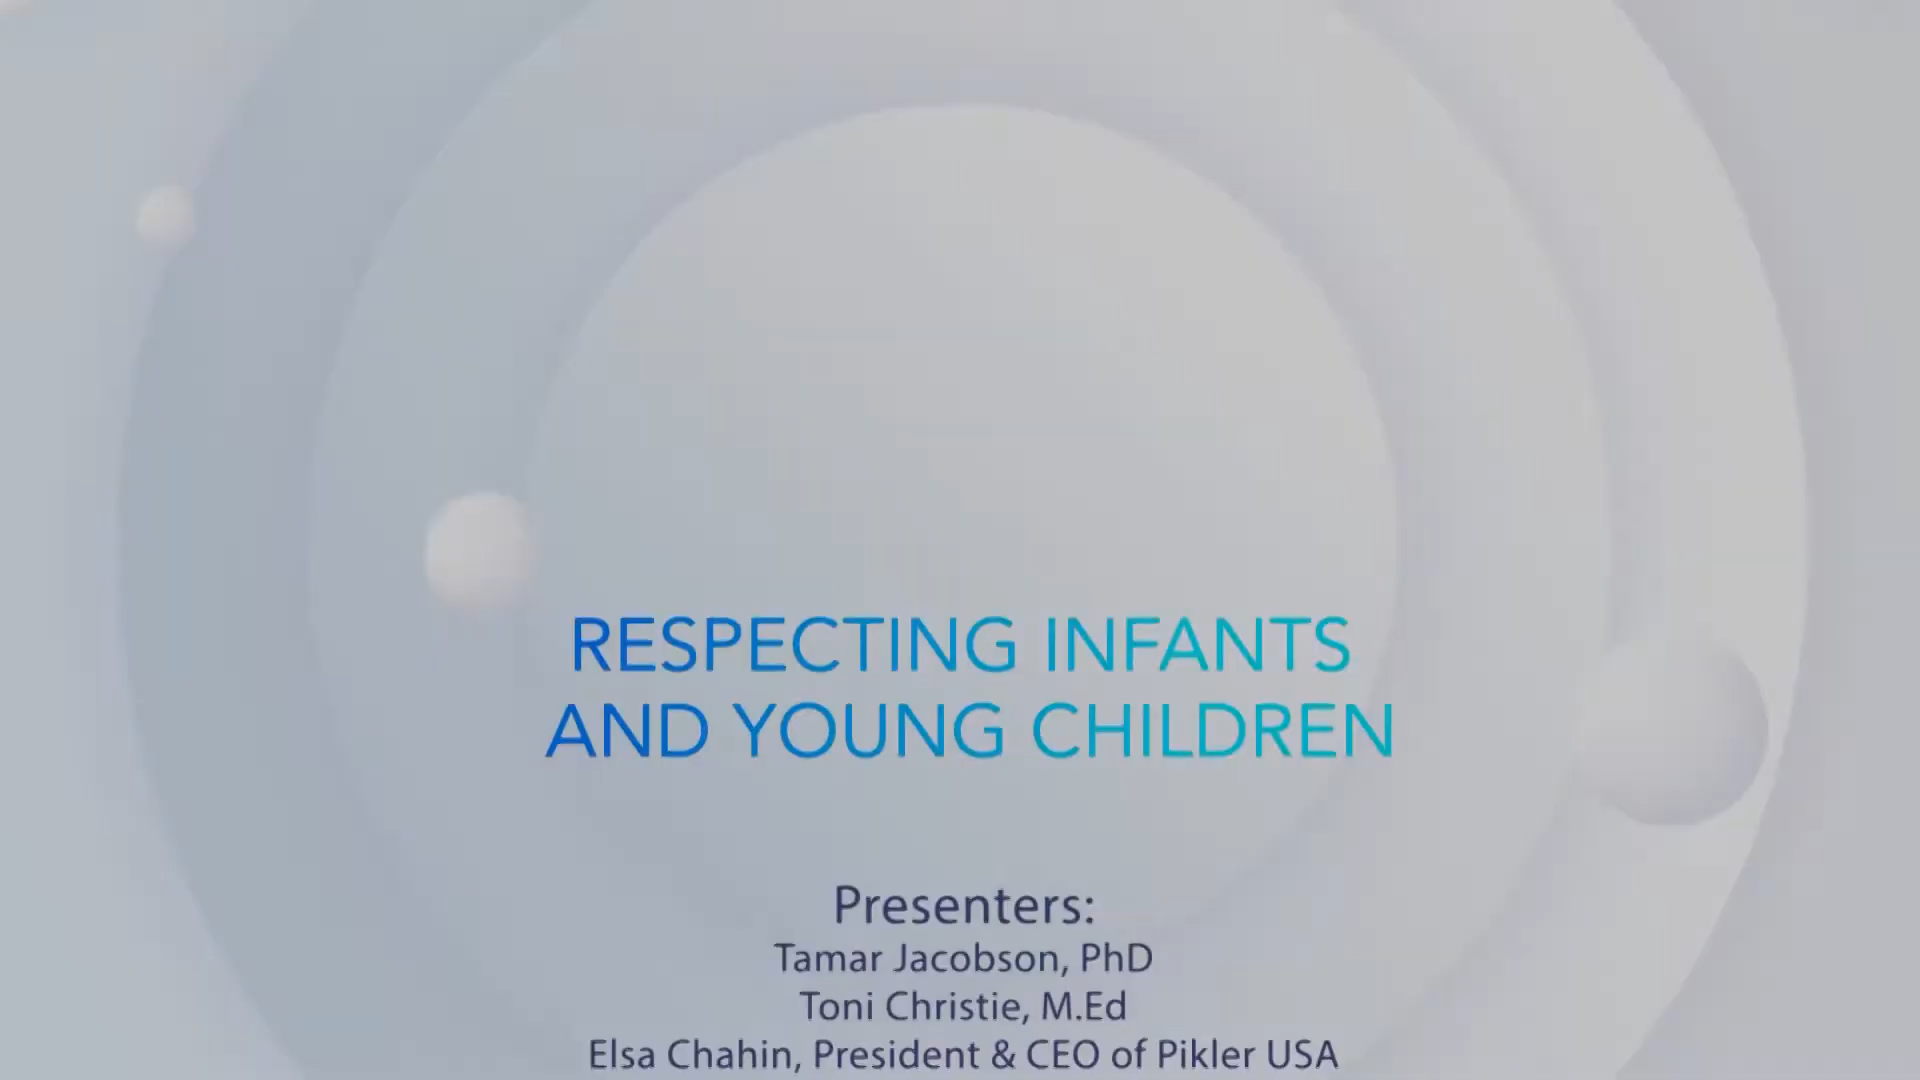 RESPECTING INFANTS
AND YOUNG CHILDREN
Presenters:
Tamar Jacobson, PhD
Toni Christie, M.Ed
Elsa Chahin, President & CEO of Pikler USA